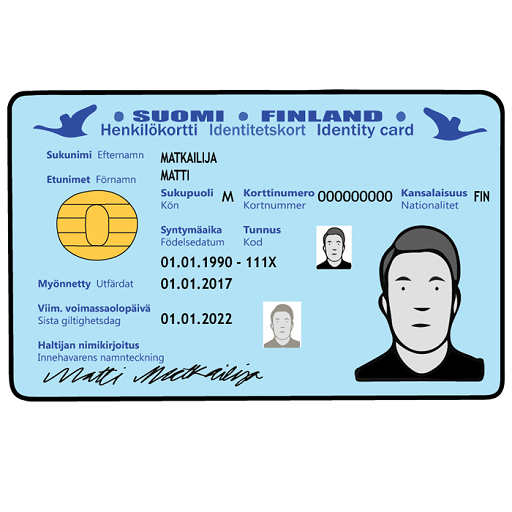 • SUOMI • FINLAND •
Henkilökortti Identitetskort Identity card
Sukunimi Efternamn MATKAILIJA
Etunimet Förnamn MATTI
Sukupuoli M Korttinumero 000000000 Kansalaisuus FIN
Kön Kortnummer Nationalitet
Syntymäaika Tunnus
Födelsedatum Kod
01.01.1990 - 111X
Myönnetty Utfärdat 01.01.2017
Viim. voimassaolopäivä
Sista giltighetsdag 01.01.2022
Haltijan nimikirjoitus
Innehavarens namnteckning
Matti Matkailija